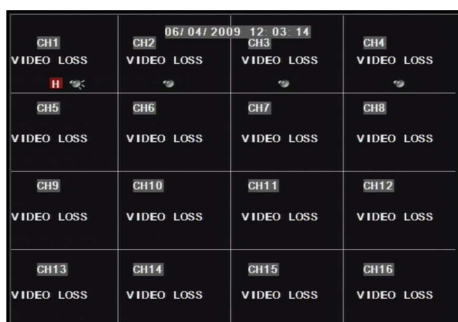 06/04/2009 12:03:14
CH1 CH2 CH3 CH4
VIDEO LOSS VIDEO LOSS VIDEO LOSS VIDEO LOSS
H
CH5 CH6 CH7 CH8
VIDEO LOSS VIDEO LOSS VIDEO LOSS VIDEO LOSS
CH9 CH10 CH11 CH12
VIDEO LOSS VIDEO LOSS VIDEO LOSS VIDEO LOSS
CH13 CH14 CH15 CH16
VIDEO LOSS VIDEO LOSS VIDEO LOSS VIDEO LOSS